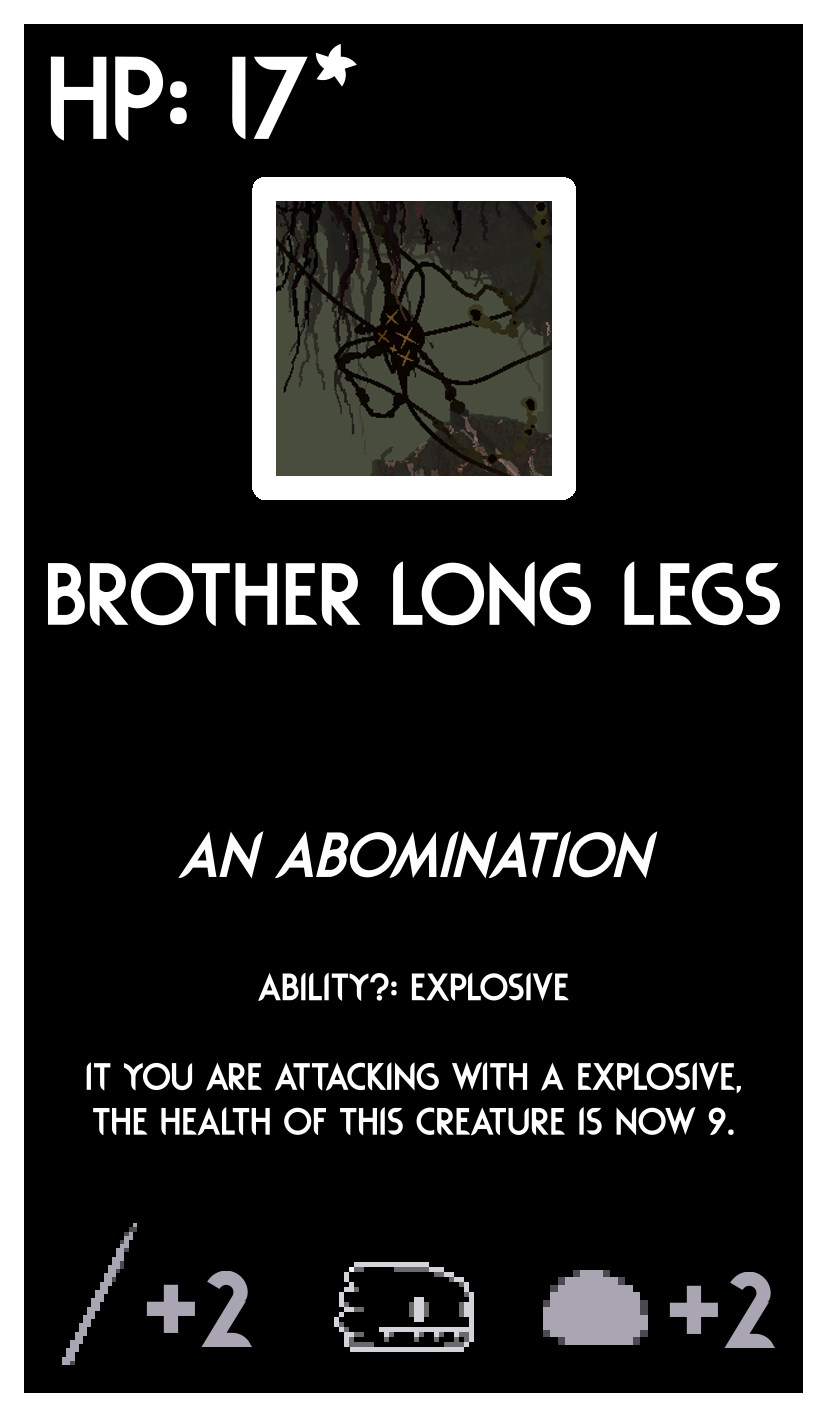 HP: 17*
BROTHER LONG LEGS
AN ABOMINATION
ABILITY?: EXPLOSIVE
IT YOU ARE ATTACKING WITH A EXPLOSIVE,
THE HEALTH OF THIS CREATURE IS NOW 9.
+2 +2